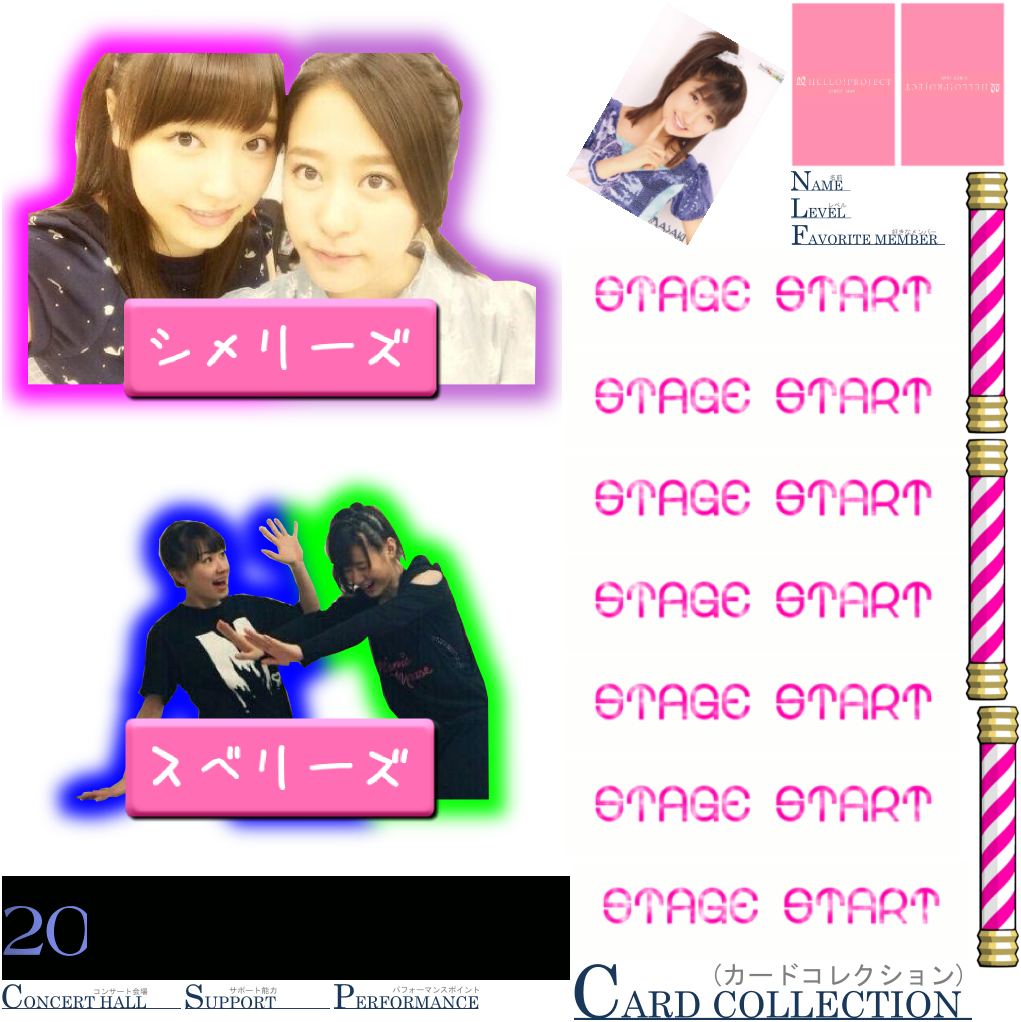 シメリーズ
スベリーズ
20
コンサート会場
CONCERT HALL
サポート能力
SUPPORT
パフォーマンスポイント
PERFORMANCE
MASAKI
HELLO! PROJECT
HELLO! PROJECT
名前
NAME
レベル
LEVEL
好きなメンバー
FAVORITE MEMBER
STAGE START
STAGE START
STAGE START
STAGE START
STAGE START
STAGE START
STAGE START
(カードコレクション)
CARD COLLECTION